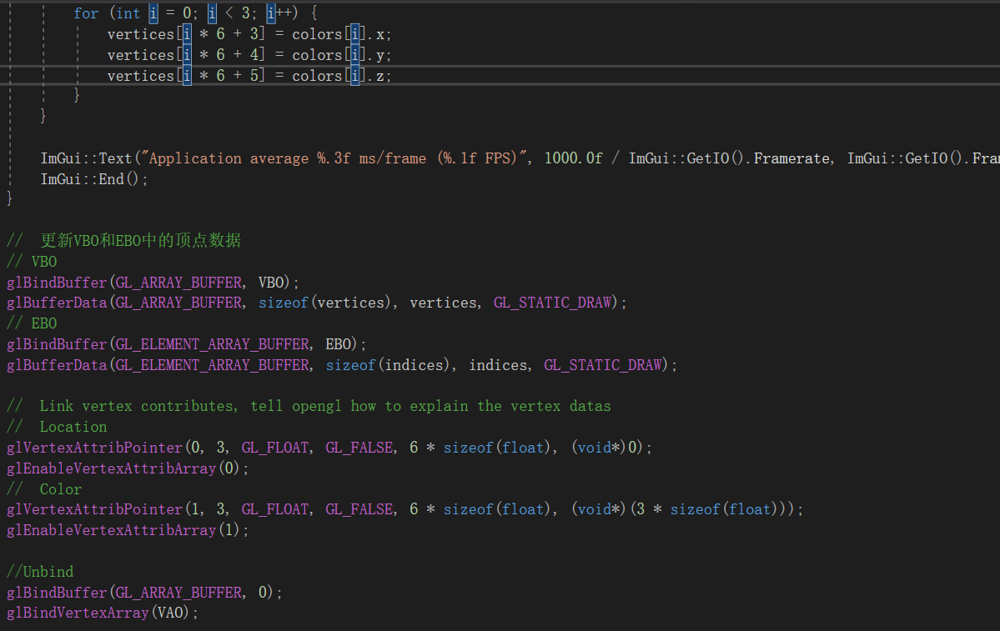 for (int i = 0; i < 3; i++) {
vertices[i * 6 + 3] = colors[i].x;
vertices[i * 6 + 4] = colors[i].y;
vertices[i * 6 + 5] = colors[i].z;
}
}
ImGui::Text("Application average %.3f ms/frame (%.1f FPS)", 1000.0f / ImGui::GetIO().Framerate, ImGui::GetIO().Fra
ImGui::End();
}
// 更新VBO和EBO中的顶点数据
// VBO
glBindBuffer(GL_ARRAY_BUFFER, VBO);
glBufferData(GL_ARRAY_BUFFER, sizeof(vertices), vertices, GL_STATIC_DRAW);
// EBO
glBindBuffer(GL_ELEMENT_ARRAY_BUFFER, EBO);
glBufferData(GL_ELEMENT_ARRAY_BUFFER, sizeof(indices), indices, GL_STATIC_DRAW);
// Link vertex contributes, tell opengl how to explain the vertex datas
// Location
glVertexAttribPointer(0, 3, GL_FLOAT, GL_FALSE, 6 * sizeof(float), (void*)0);
glEnableVertexAttribArray(0);
// Color
glVertexAttribPointer(1, 3, GL_FLOAT, GL_FALSE, 6 * sizeof(float), (void*)(3 * sizeof(float)));
glEnableVertexAttribArray(1);
//Unbind
glBindBuffer(GL_ARRAY_BUFFER, 0);
glBindVertexArray(VAO);